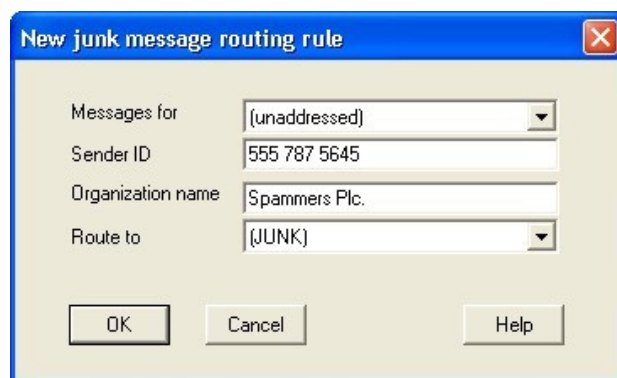 New junk message routing rule
Messages for (unaddressed)
Sender ID 555 787 5645
Organization name Spammers Plc.
Route to (JUNK)
OK Cancel Help